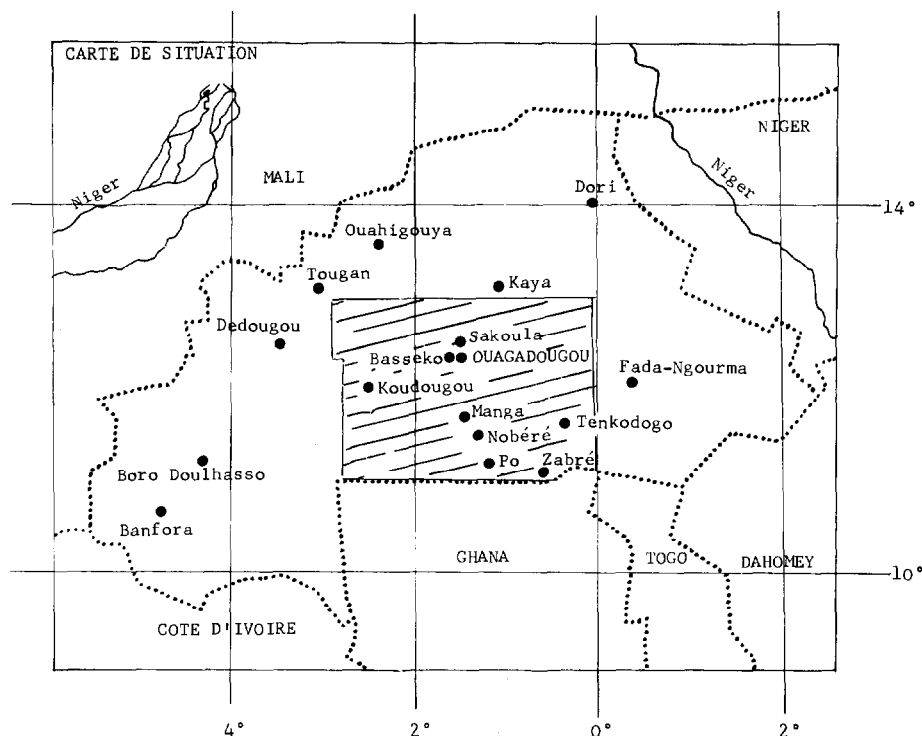 CARTE DE SITUATION
NIGER
Niger
MALI
Niger
Dori
14°
Ouahigouya
Tougan
Kaya
Dedougou
Sakoula
Basseko
OUAGADOUGOU
Fada-Ngourma
Koudougou
Manga
Tenkodogo
Nobéré
Po
Zabré
Boro Doulhasso
Banfora
GHANA
TOGO
DAHOMEY
10°
COTE D'IVOIRE
4°
2°
0°
2°